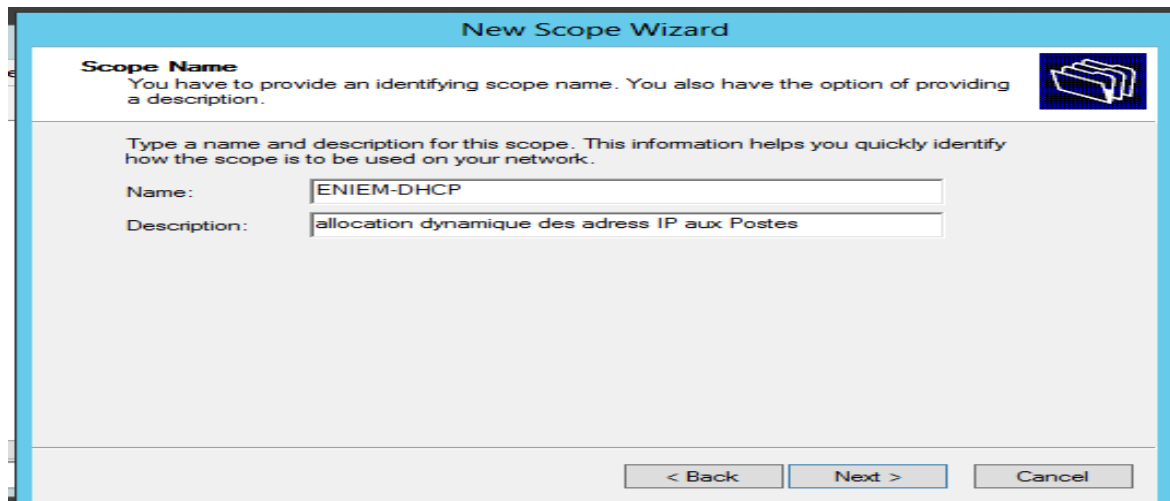 New Scope Wizard
Scope Name
You have to provide an identifying scope name. You also have the option of providing
a description.
Type a name and description for this scope. This information helps you quickly identify
how the scope is to be used on your network.
Name: ENIEM-DHCP
Description: allocation dynamique des adress IP aux Postes
< Back Next > Cancel